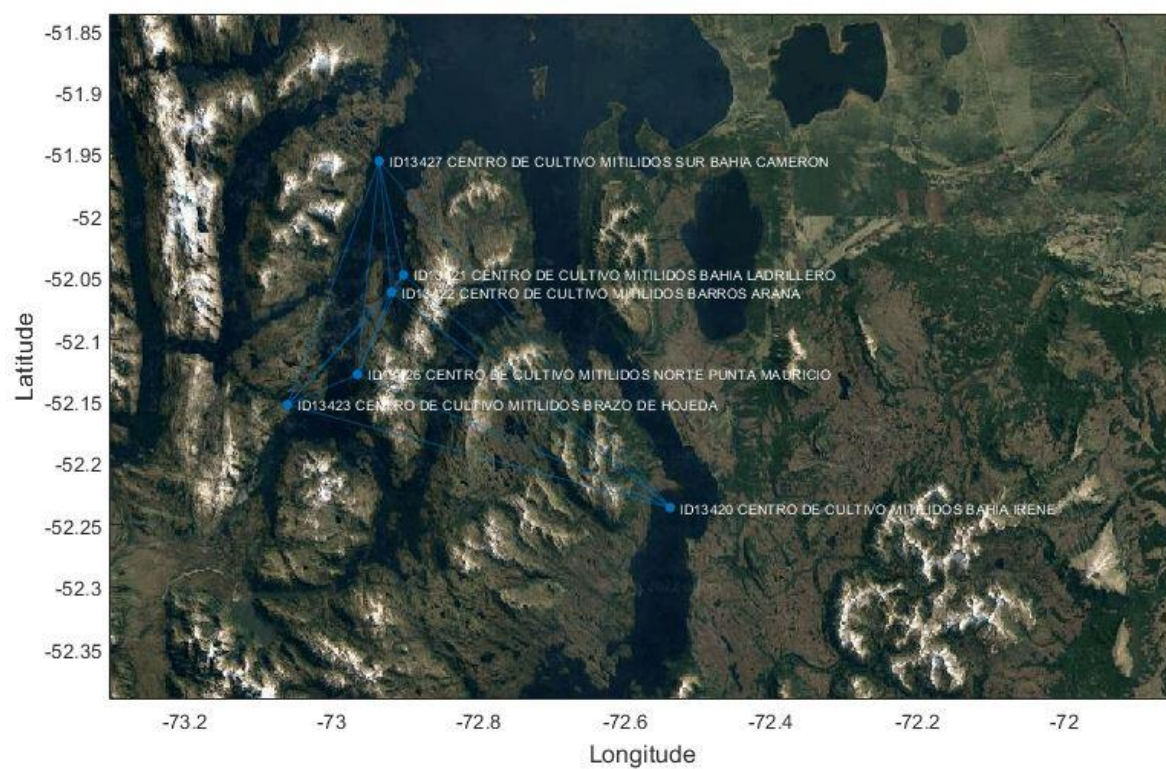 -51.85
-51.9
-51.95
ID13427 CENTRO DE CULTIVO MITILIDOS SUR BAHIA CAMERON
-52
-52.05
ID13421 CENTRO DE CULTIVO MITILIDOS BAHIA LADRILLERO
ID13422 CENTRO DE CULTIVO MITILIDOS BARROS ARANA
-52.1
ID13426 CENTRO DE CULTIVO MITILIDOS NORTE PUNTA MAURICIO
-52.15
ID13423 CENTRO DE CULTIVO MITILIDOS BRAZO DE HOJEDA
-52.2
ID13420 CENTRO DE CULTIVO MITILIDOS BAHIA IRENE
-52.25
-52.3
-52.35
Latitude
-73.2 -73 -72.8 -72.6 -72.4 -72.2 -72
Longitude